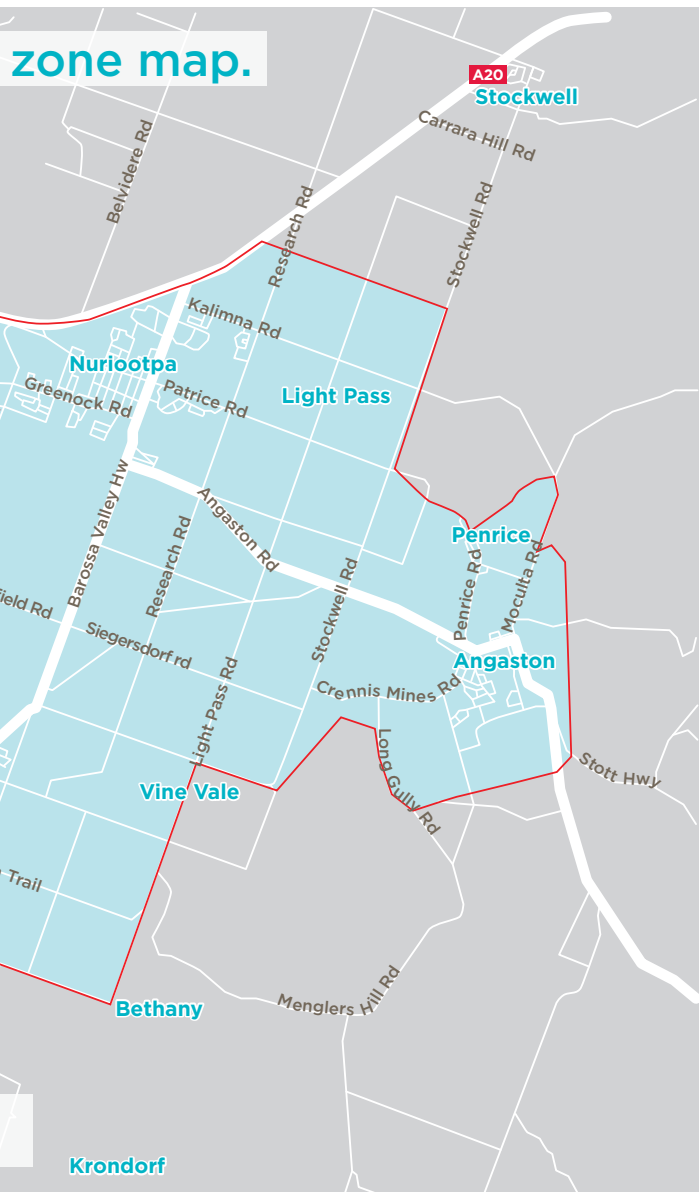 zone map.
A20
Stockwell
Carrara Hill Rd
Belvidere Rd
Research Rd
Stockwell Rd
Kalimna Rd
Nuriootpa
Greenock Rd
Patrice Rd
Light Pass
Barossa Valley Hw
Angaston Rd
Research Rd
Penrice
Penrice Rd
Moculta Rd
Stockwell Rd
field Rd
Siegersdorf rd
Light Pass Rd
Angaston
Crennis Mines Rd
Long Gully Rd
Stott Hwy
Vine Vale
Trail
Bethany
Menglers Hill Rd
Krondorf